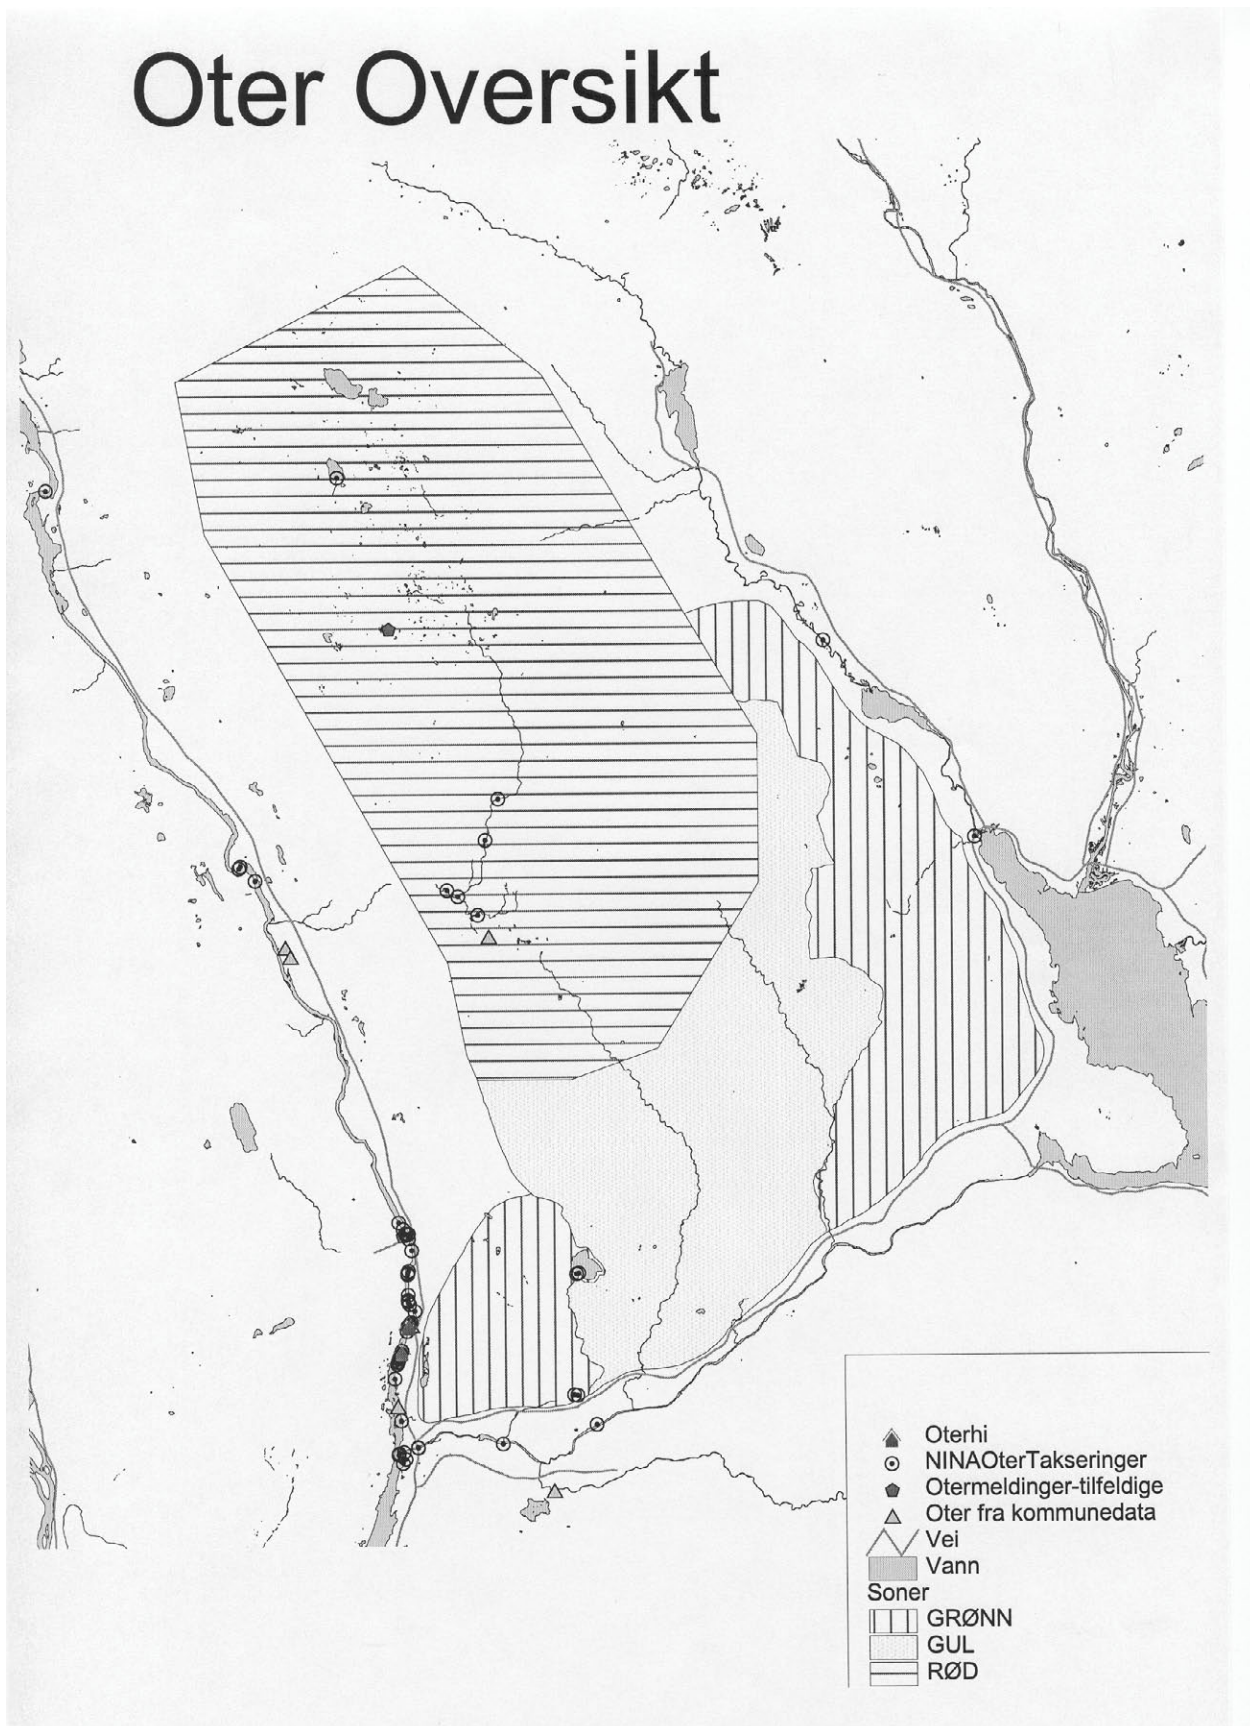 Oter Oversikt
Oterhi
NINAOterTakseringer
Otermeldinger-tilfeldige
Oter fra kommunedata
Vei
Vann
Soner
GRØNN
GUL
RØD